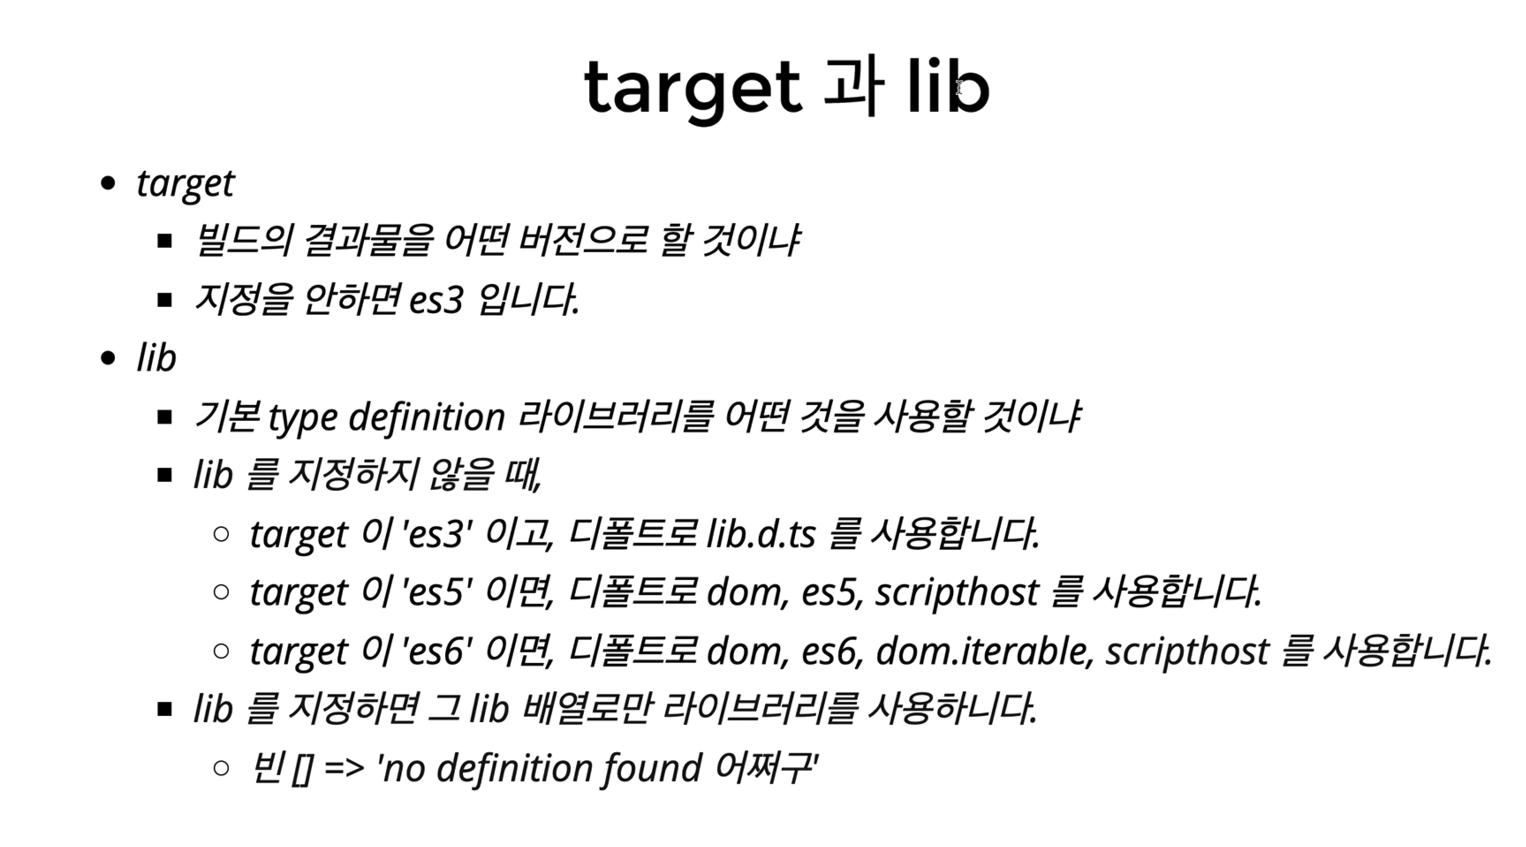 target 과 lib
target
빌드의 결과물을 어떤 버전으로 할 것이냐
지정을 안하면 es3 입니다.
lib
기본 type definition 라이브러리를 어떤 것을 사용할 것이냐
lib 를 지정하지 않을 때,
target 이 'es3' 이고, 디폴트로 lib.d.ts 를 사용합니다.
target 이 'es5' 이면, 디폴트로 dom, es5, scripthost 를 사용합니다.
target 이 'es6' 이면, 디폴트로 dom, es6, dom.iterable, scripthost 를 사용합니다.
lib 를 지정하면 그 lib 배열로만 라이브러리를 사용하니다.
빈 [] => 'no definition found 어쩌구'